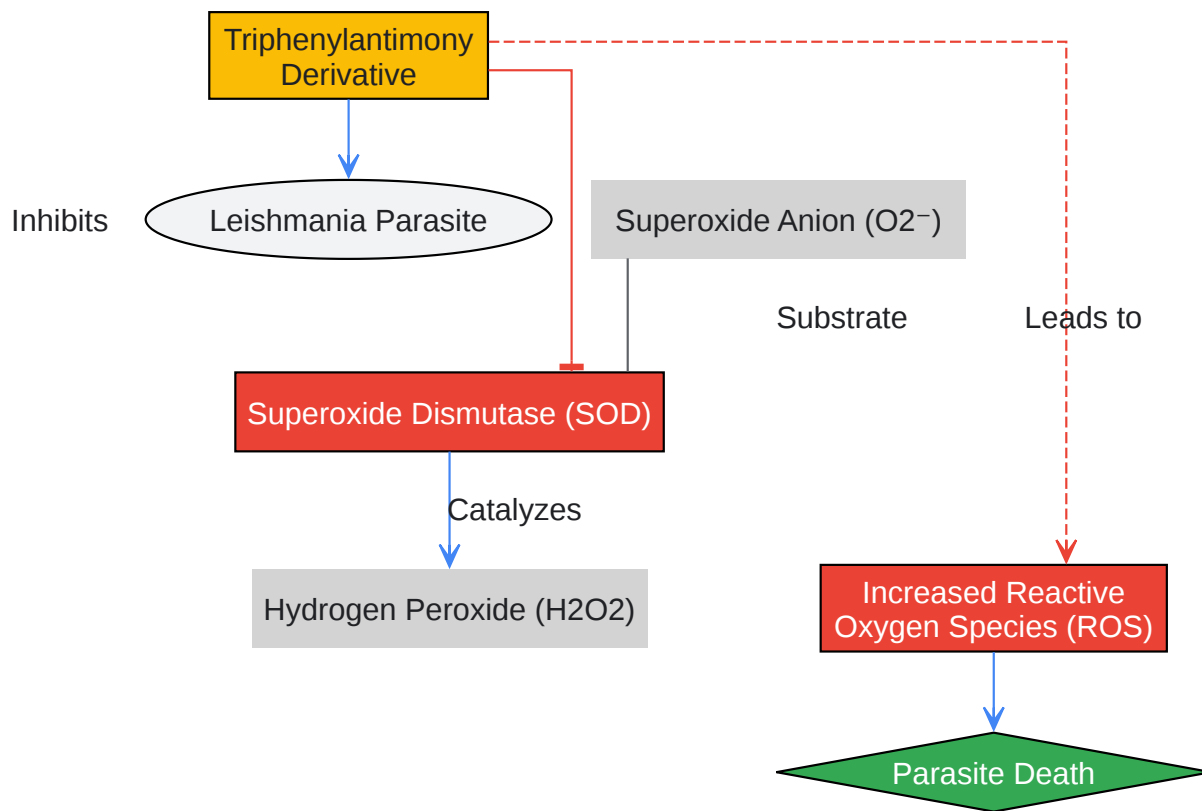 Triphenylantimony
Derivative
Inhibits
Leishmania Parasite
Superoxide Anion (O2⁻)
Substrate
Leads to
Superoxide Dismutase (SOD)
Catalyzes
Hydrogen Peroxide (H2O2)
Increased Reactive
Oxygen Species (ROS)
Parasite Death